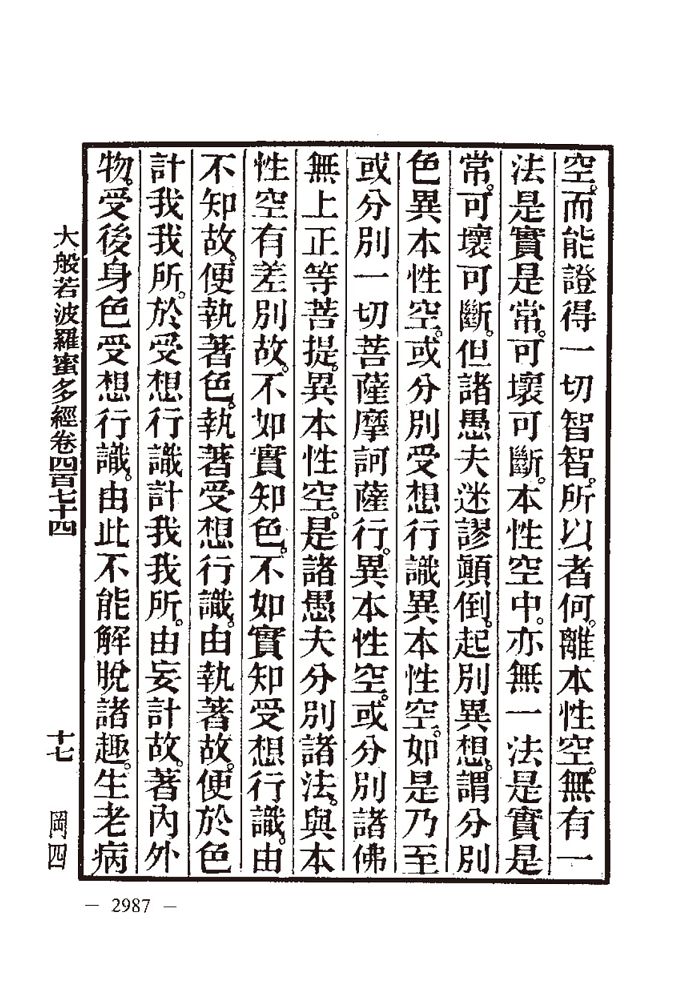 空。而能證得一切智智。所以者何。離本性空。無有一
法是實是常。可壞可斷。本性空中。亦無一法是實是
常。可壞可斷。但諸愚夫迷謬顛倒。起別異想。謂分別
色異本性空。或分別受想行識異本性空。如是乃至
或分別一切菩薩摩訶薩行。異本性空。或分別諸佛
無上正等菩提。異本性空。是諸愚夫分別諸法。與本
性空有差別故。不如實知色。不如實知受想行識。由
不知故。便執著色。執著受想行識。由執著故。便於色
計我我所。於受想行識計我我所。由妄計故。著內外
物。受後身色受想行識。由此不能解脫諸趣。生老病
大般若波羅蜜多經卷四百七十四
十七
岡四
— 2987 —